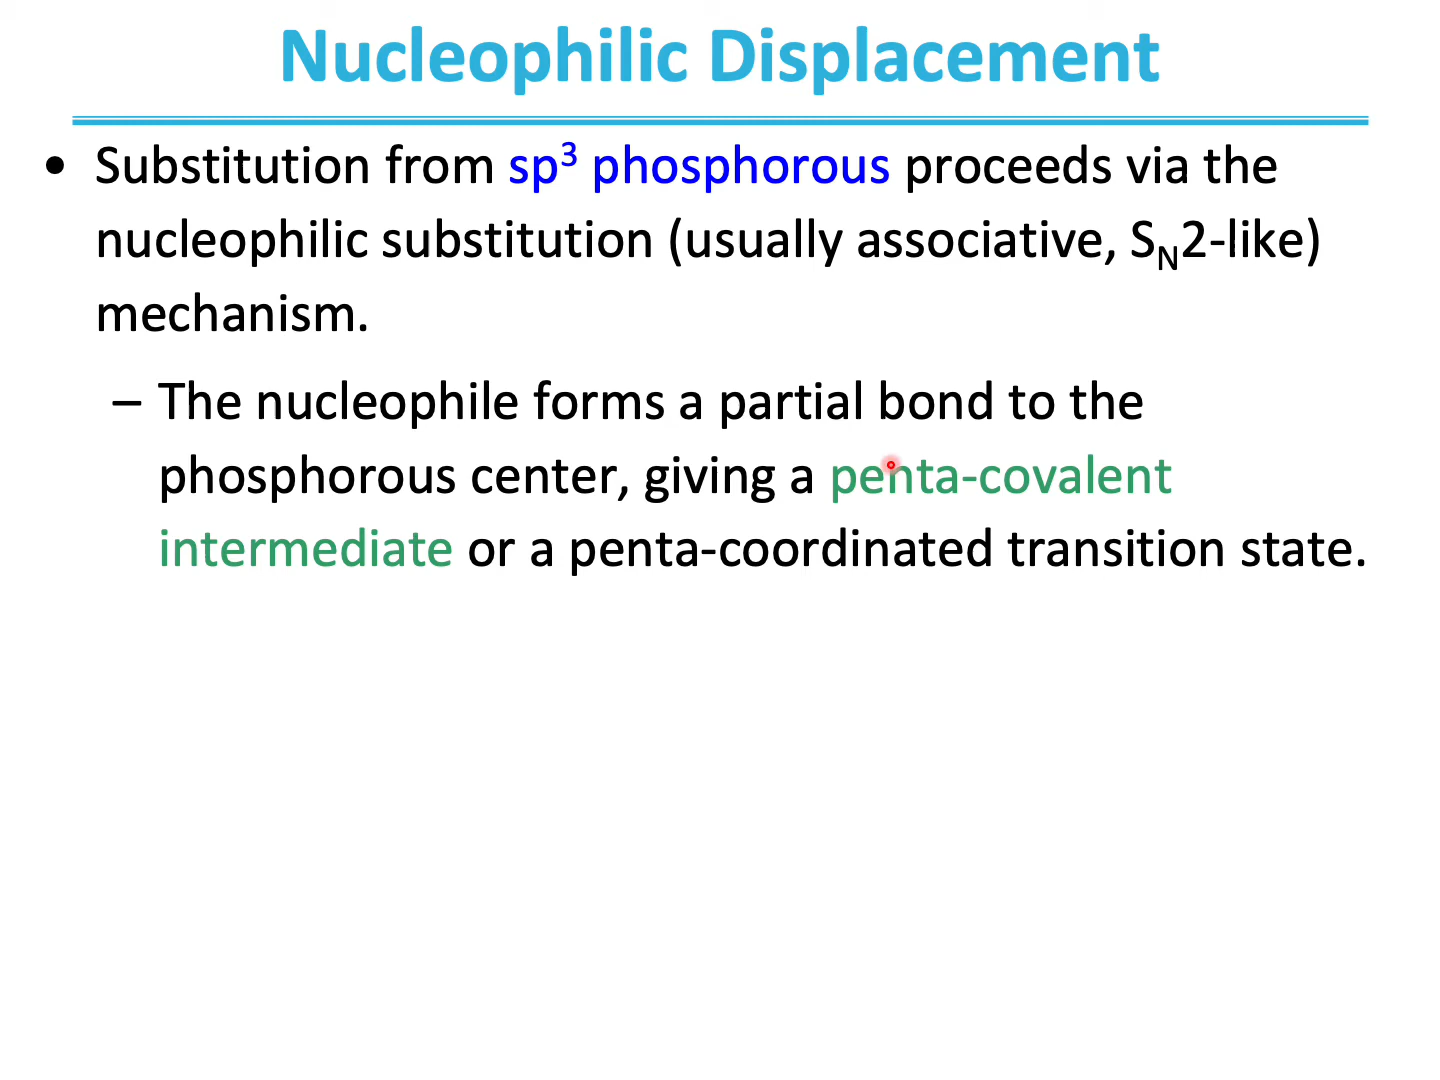 Nucleophilic Displacement
• Substitution from sp³ phosphorous proceeds via the
nucleophilic substitution (usually associative, S_N2-like)
mechanism.
– The nucleophile forms a partial bond to the
phosphorous center, giving a penta-covalent
intermediate or a penta-coordinated transition state.